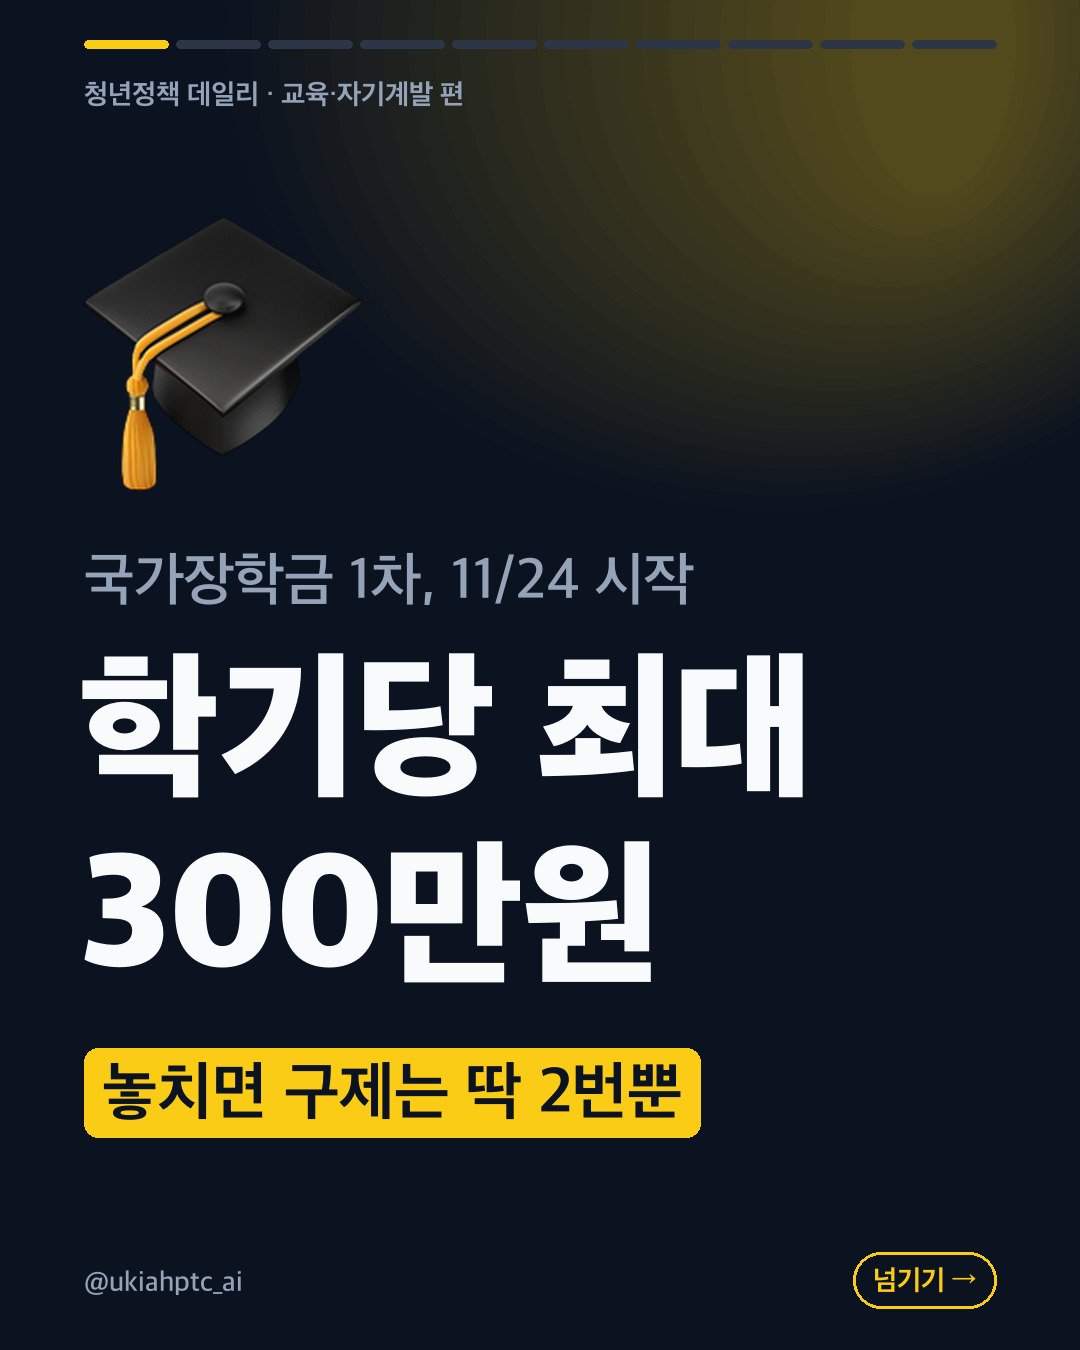 청년정책 데일리 · 교육·자기계발 편
국가장학금 1차, 11/24 시작
학기당 최대
300만원
놓치면 구제는 딱 2번뿐
@ukiahptc_ai
넘기기 →